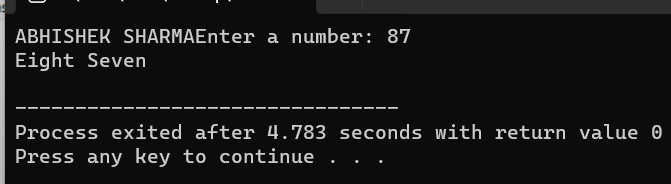 ABHISHEK SHARMAEnter a number: 87
Eight Seven
--------------------------------
Process exited after 4.783 seconds with return value 0
Press any key to continue . . .